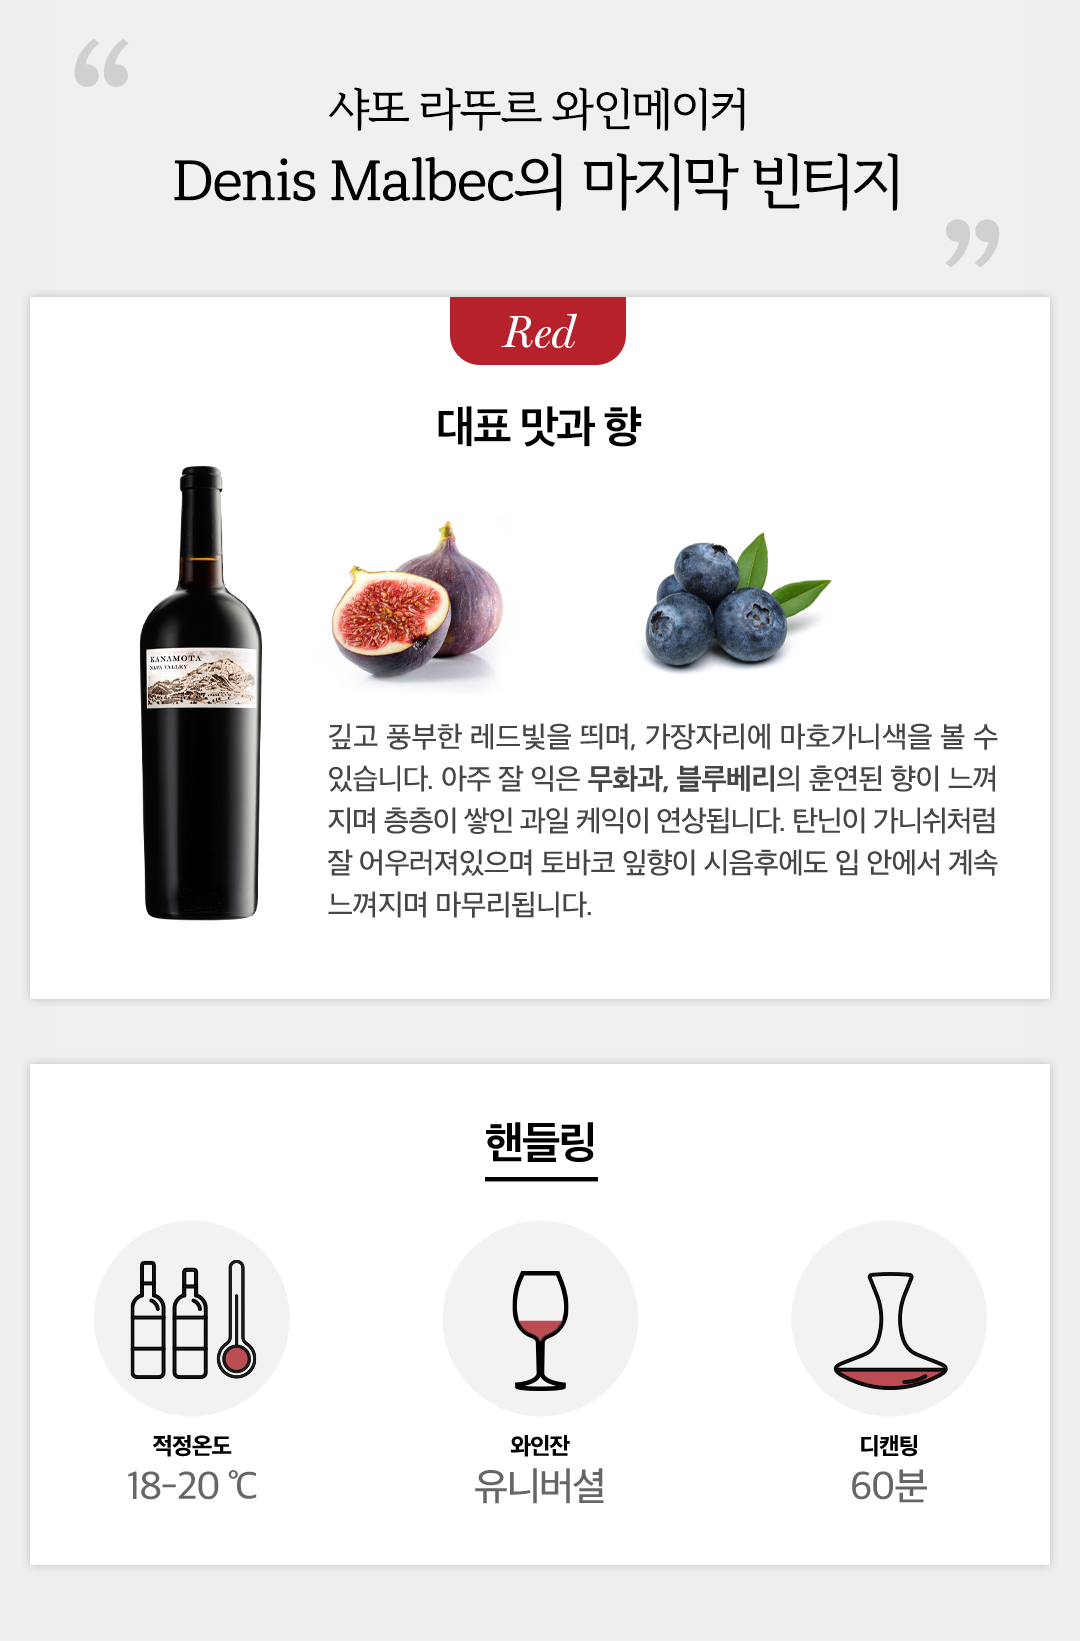 “
샤또 라뚜르 와인메이커
Denis Malbec의 마지막 빈티지
”
Red
대표 맛과 향
KANAMOTA
NAPA VALLEY
깊고 풍부한 레드빛을 띄며, 가장자리에 마호가니색을 볼 수
있습니다. 아주 잘 익은 무화과, 블루베리의 훈연된 향이 느껴
지며 층층이 쌓인 과일 케익이 연상됩니다. 탄닌이 가니쉬처럼
잘 어우러져있으며 토바코 잎향이 시음후에도 입 안에서 계속
느껴지며 마무리됩니다.
핸들링
적정온도
18-20 ℃
와인잔
유니버셜
디캔팅
60분